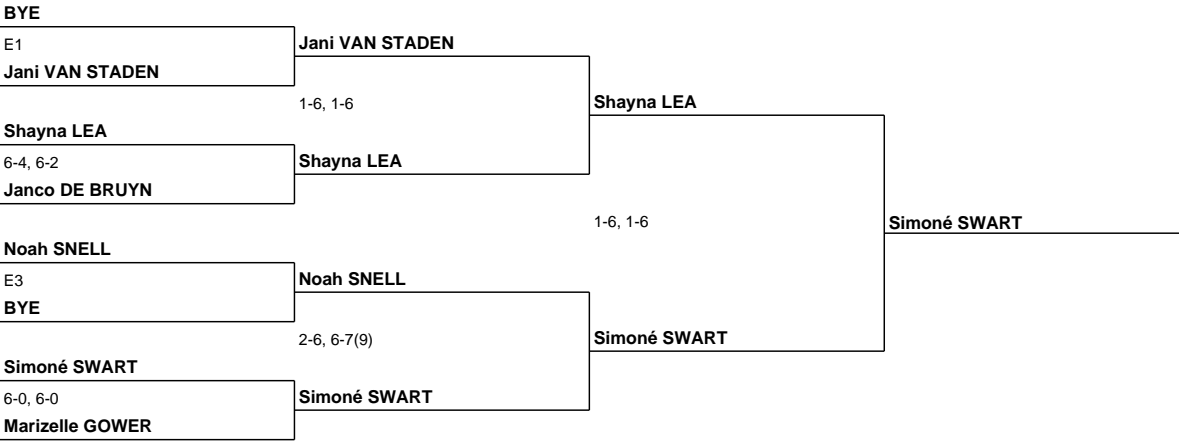 BYE
E1
Jani VAN STADEN
Jani VAN STADEN
1-6, 1-6
Shayna LEA
Shayna LEA
6-4, 6-2
Shayna LEA
Janco DE BRUYN
1-6, 1-6
Simoné SWART
Noah SNELL
E3
Noah SNELL
BYE
2-6, 6-7(9)
Simoné SWART
Simoné SWART
6-0, 6-0
Simoné SWART
Marizelle GOWER